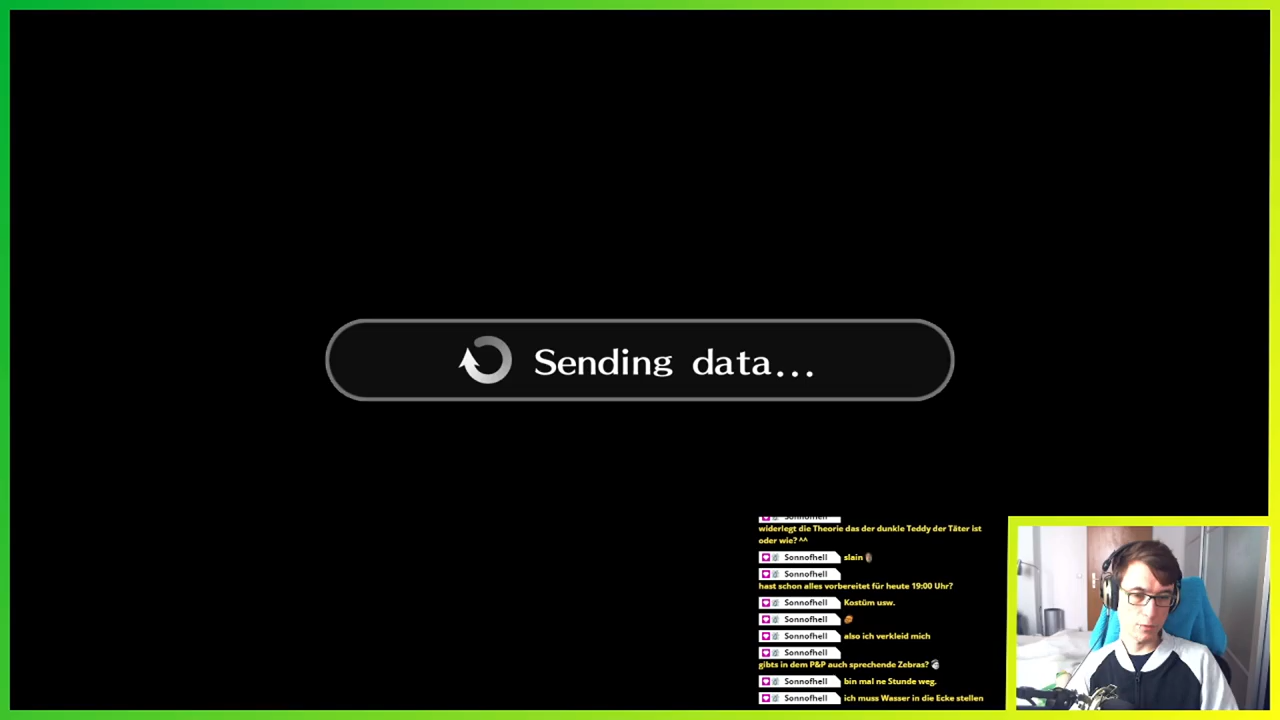 Sending data...
Sonnofhell
widerlegt die Theorie das der dunkle Teddy der Täter ist
oder wie? ^^
Sonnofhell slain
Sonnofhell
hast schon alles vorbereitet für heute 19:00 Uhr?
Sonnofhell Kostüm usw.
Sonnofhell
Sonnofhell also ich verkleid mich
Sonnofhell
gibts in dem P&P auch sprechende Zebras?
Sonnofhell bin mal ne Stunde weg.
Sonnofhell ich muss Wasser in die Ecke stellen